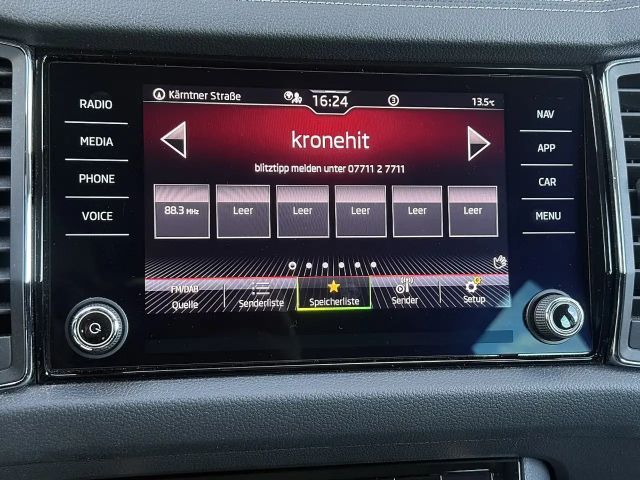 RADIO
MEDIA
PHONE
VOICE
Kärntner Straße
16:24
3
13.5°C
kronehit
blitztipp melden unter 07711 2 7711
88.3 MHz
Leer
Leer
Leer
Leer
Leer
FM/DAB
Quelle
Senderliste
Speicherliste
Sender
Setup
NAV
APP
CAR
MENU